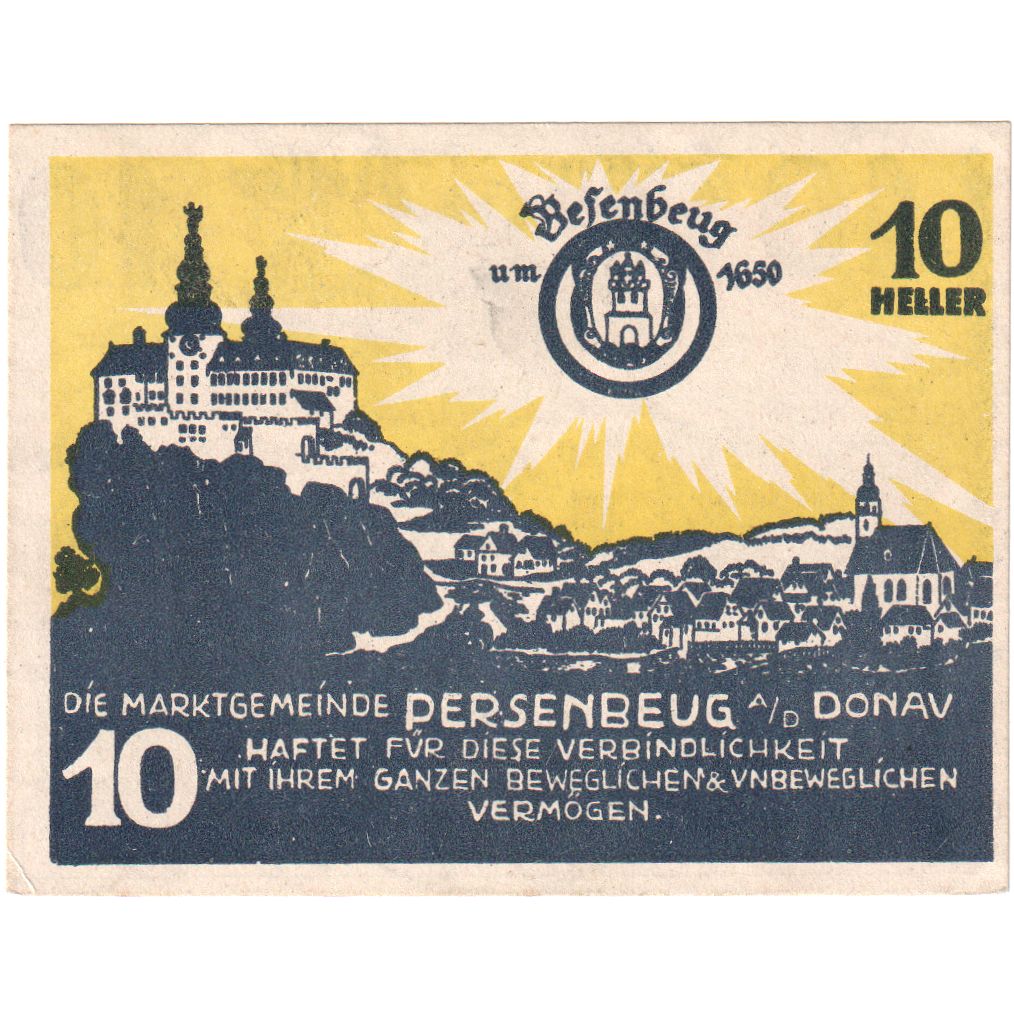 Besenbeug
um 1650
10
HELLER
DIE MARKTGEMEINDE PERSENBEUG A/D DONAV
10
HAFTET FVR DIESE VERBINDLICHKEIT
MIT IHREM GANZEN BEWEGLICHEN & VNBEWEGLICHEN
VERMÖGEN.